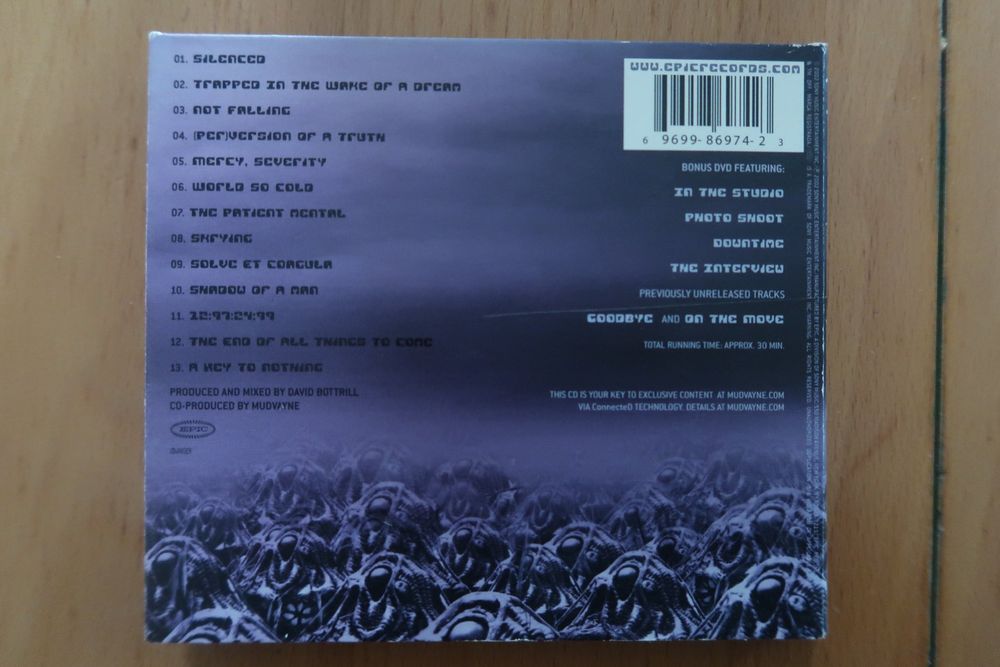 01. SILENCED
02. TRAPPED IN THE WAKE OF A DREAM
03. NOT FALLING
04. (PER)VERSION OF A TRUTH
05. MERCY, SEVERITY
06. WORLD SO COLD
07. THE PATIENT MENTAL
08. SKRYING
09. SOLVE ET COAGULA
10. SHADOW OF A MAN
11. 12:97:24:99
12. THE END OF ALL THINGS TO COME
13. A KEY TO NOTHING
PRODUCED AND MIXED BY DAVID BOTTRILL
CO-PRODUCED BY MUDVAYNE
EPIC
WWW.EPICRECORDS.COM
6 9699-86974-2 3
BONUS DVD FEATURING:
IN THE STUDIO
PHOTO SHOOT
DOWNTIME
THE INTERVIEW
PREVIOUSLY UNRELEASED TRACKS
GOODBYE AND ON THE MOVE
TOTAL RUNNING TIME: APPROX. 30 MIN.
THIS CD IS YOUR KEY TO EXCLUSIVE CONTENT AT MUDVAYNE.COM
VIA ConnecteD TECHNOLOGY. DETAILS AT MUDVAYNE.COM